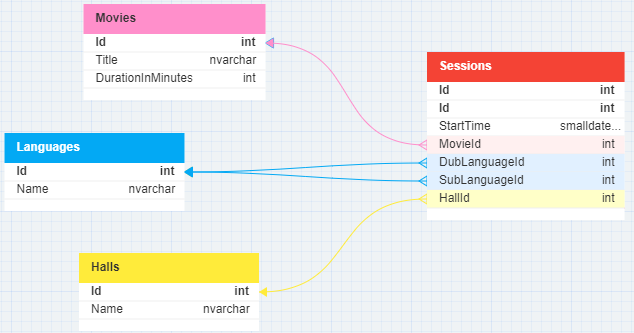 Movies
Id int
Title nvarchar
DurationInMinutes int
Sessions
Id int
Id int
StartTime smalldate...
MovieId int
DubLanguageId int
SubLanguageId int
HallId int
Languages
Id int
Name nvarchar
Halls
Id int
Name nvarchar